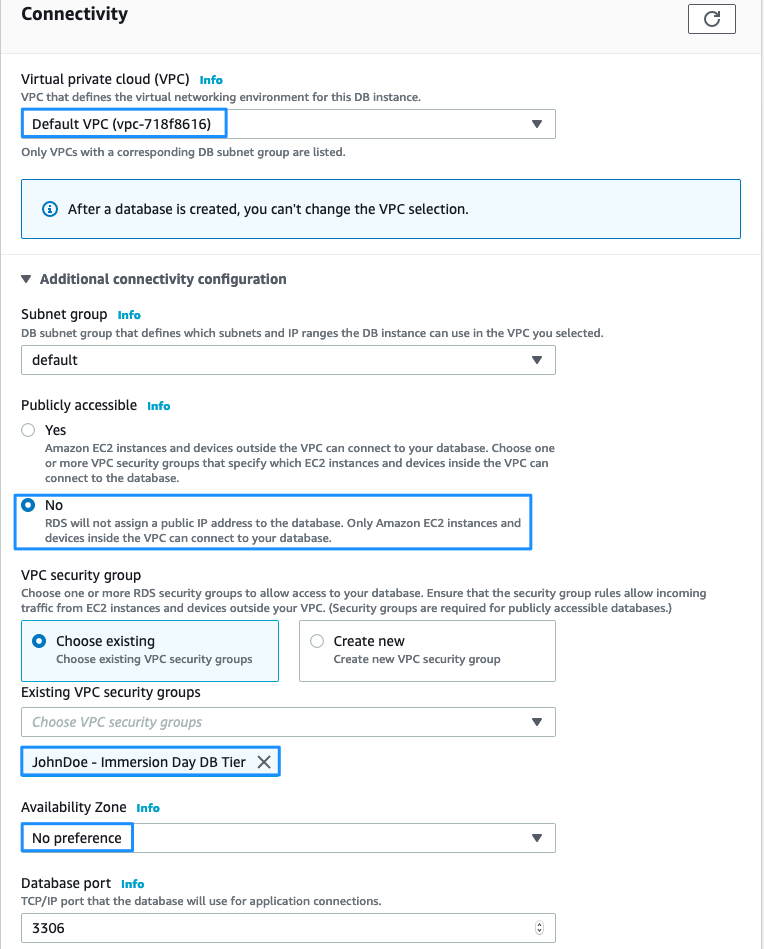 Connectivity
Virtual private cloud (VPC) Info
VPC that defines the virtual networking environment for this DB instance.
Default VPC (vpc-718f8616)
Only VPCs with a corresponding DB subnet group are listed.
After a database is created, you can't change the VPC selection.
Additional connectivity configuration
Subnet group Info
DB subnet group that defines which subnets and IP ranges the DB instance can use in the VPC you selected.
default
Publicly accessible Info
Yes
Amazon EC2 instances and devices outside the VPC can connect to your database. Choose one
or more VPC security groups that specify which EC2 instances and devices inside the VPC can
connect to the database.
No
RDS will not assign a public IP address to the database. Only Amazon EC2 instances and
devices inside the VPC can connect to your database.
VPC security group
Choose one or more RDS security groups to allow access to your database. Ensure that the security group rules allow incoming
traffic from EC2 instances and devices outside your VPC. (Security groups are required for publicly accessible databases.)
Choose existing
Choose existing VPC security groups
Create new
Create new VPC security group
Existing VPC security groups
Choose VPC security groups
JohnDoe - Immersion Day DB Tier
Availability Zone Info
No preference
Database port Info
TCP/IP port that the database will use for application connections.
3306